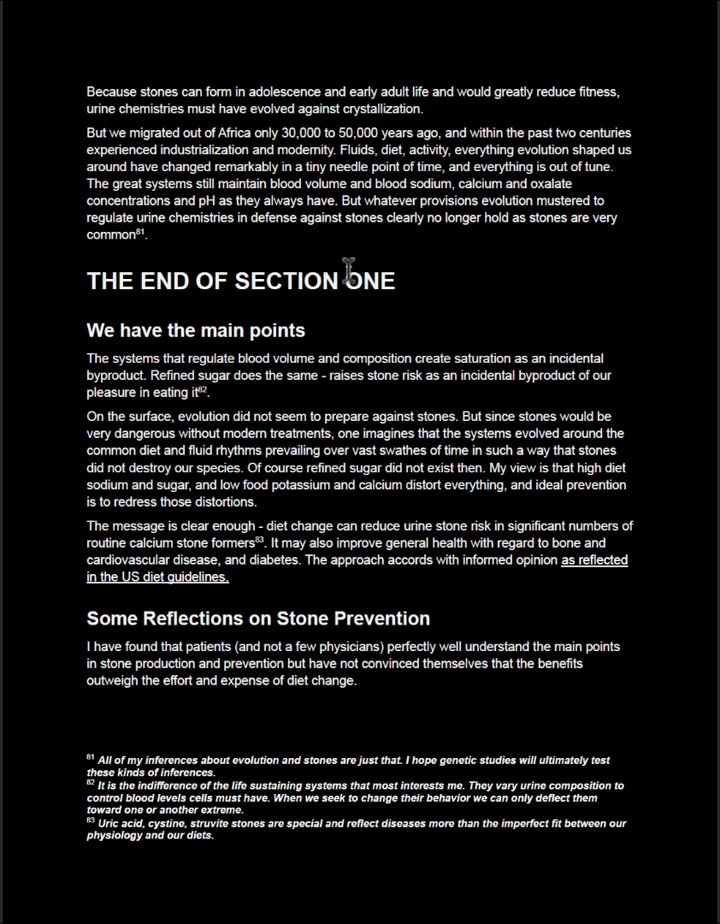 Because stones can form in adolescence and early adult life and would greatly reduce fitness,
urine chemistries must have evolved against crystallization.
But we migrated out of Africa only 30,000 to 50,000 years ago, and within the past two centuries
experienced industrialization and modernity. Fluids, diet, activity, everything evolution shaped us
around have changed remarkably in a tiny needle point of time, and everything is out of tune.
The great systems still maintain blood volume and blood sodium, calcium and oxalate
concentrations and pH as they always have. But whatever provisions evolution mustered to
regulate urine chemistries in defense against stones clearly no longer hold as stones are very
common⁸¹.
THE END OF SECTION ONE
We have the main points
The systems that regulate blood volume and composition create saturation as an incidental
byproduct. Refined sugar does the same - raises stone risk as an incidental byproduct of our
pleasure in eating it⁸².
On the surface, evolution did not seem to prepare against stones. But since stones would be
very dangerous without modern treatments, one imagines that the systems evolved around the
common diet and fluid rhythms prevailing over vast swathes of time in such a way that stones
did not destroy our species. Of course refined sugar did not exist then. My view is that high diet
sodium and sugar, and low food potassium and calcium distort everything, and ideal prevention
is to redress those distortions.
The message is clear enough - diet change can reduce urine stone risk in significant numbers of
routine calcium stone formers⁸³. It may also improve general health with regard to bone and
cardiovascular disease, and diabetes. The approach accords with informed opinion as reflected
in the US diet guidelines.
Some Reflections on Stone Prevention
I have found that patients (and not a few physicians) perfectly well understand the main points
in stone production and prevention but have not convinced themselves that the benefits
outweigh the effort and expense of diet change.
⁸¹ All of my inferences about evolution and stones are just that. I hope genetic studies will ultimately test
these kinds of inferences.
⁸² It is the indifference of the life sustaining systems that most interests me. They vary urine composition to
control blood levels cells must have. When we seek to change their behavior we can only deflect them
toward one or another extreme.
⁸³ Uric acid, cystine, struvite stones are special and reflect diseases more than the imperfect fit between our
physiology and our diets.